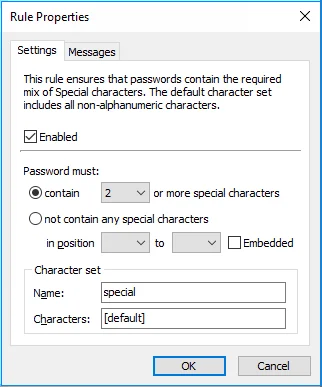 Rule Properties
Settings
Messages
This rule ensures that passwords contain the required
mix of Special characters. The default character set
includes all non-alphanumeric characters.
Enabled
Password must:
contain 2 or more special characters
not contain any special characters
in position to Embedded
Character set
Name: special
Characters: [default]
OK Cancel